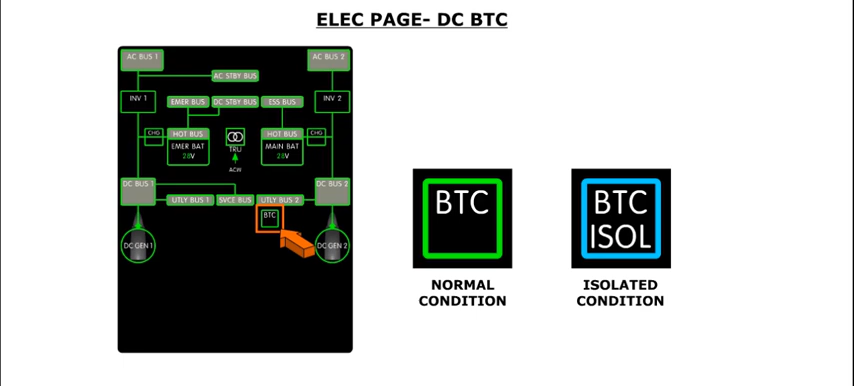 ELEC PAGE- DC BTC
AC BUS 1
AC BUS 2
AC STBY BUS
INV 1
EMER BUS
DC STBY BUS
ESS BUS
INV 2
CHG
HOT BUS
HOT BUS
CHG
EMER BAT
28V
TRU
MAIN BAT
28V
ACW
DC BUS 1
DC BUS 2
UTLY BUS 1
SVCE BUS
UTLY BUS 2
BTC
DC GEN 1
DC GEN 2
BTC
NORMAL
CONDITION
BTC
ISOL
ISOLATED
CONDITION